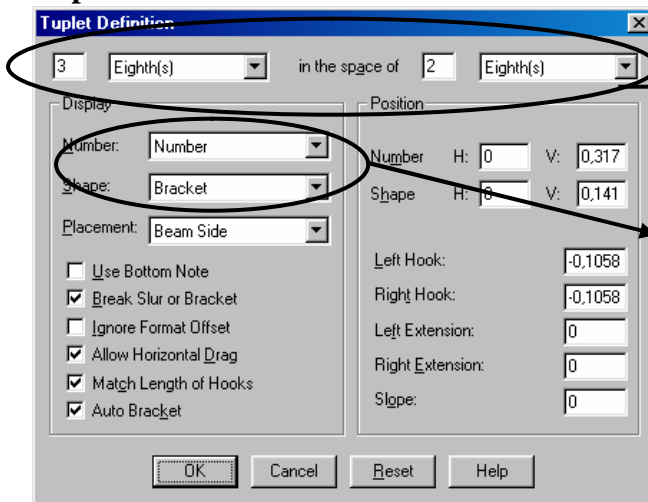 Tuplet Definition
3 Eighth(s) in the space of 2 Eighth(s)
Display
Number: Number
Shape: Bracket
Placement: Beam Side
Use Bottom Note
Break Slur or Bracket
Ignore Format Offset
Allow Horizontal Drag
Match Length of Hooks
Auto Bracket
Position
Number H: 0 V: 0,317
Shape H: 0 V: 0,141
Left Hook: -0,1058
Right Hook: -0,1058
Left Extension: 0
Right Extension: 0
Slope: 0
OK Cancel Reset Help